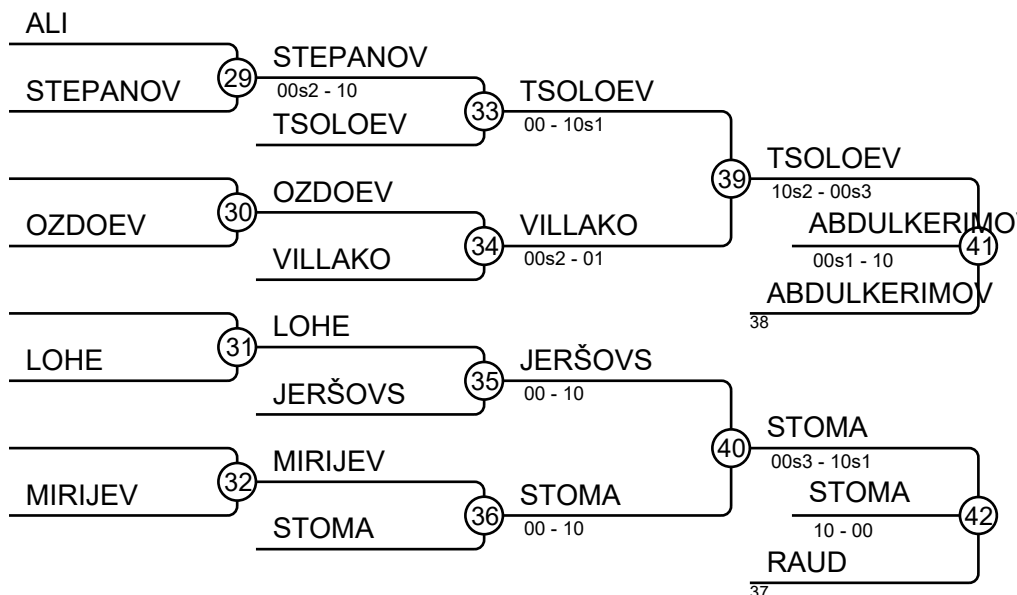 ALI
29
STEPANOV
STEPANOV
00s2 - 10
TSOLOEV
33
TSOLOEV
00 - 10s1
30
OZDOEV
OZDOEV
VILLAKO
34
VILLAKO
00s2 - 01
39
TSOLOEV
10s2 - 00s3
ABDULKERIMOV
00s1 - 10
41
ABDULKERIMOV
38
31
LOHE
LOHE
JERŠOVS
35
JERŠOVS
00 - 10
32
MIRIJEV
MIRIJEV
STOMA
36
STOMA
00 - 10
40
STOMA
00s3 - 10s1
STOMA
10 - 00
42
RAUD
37